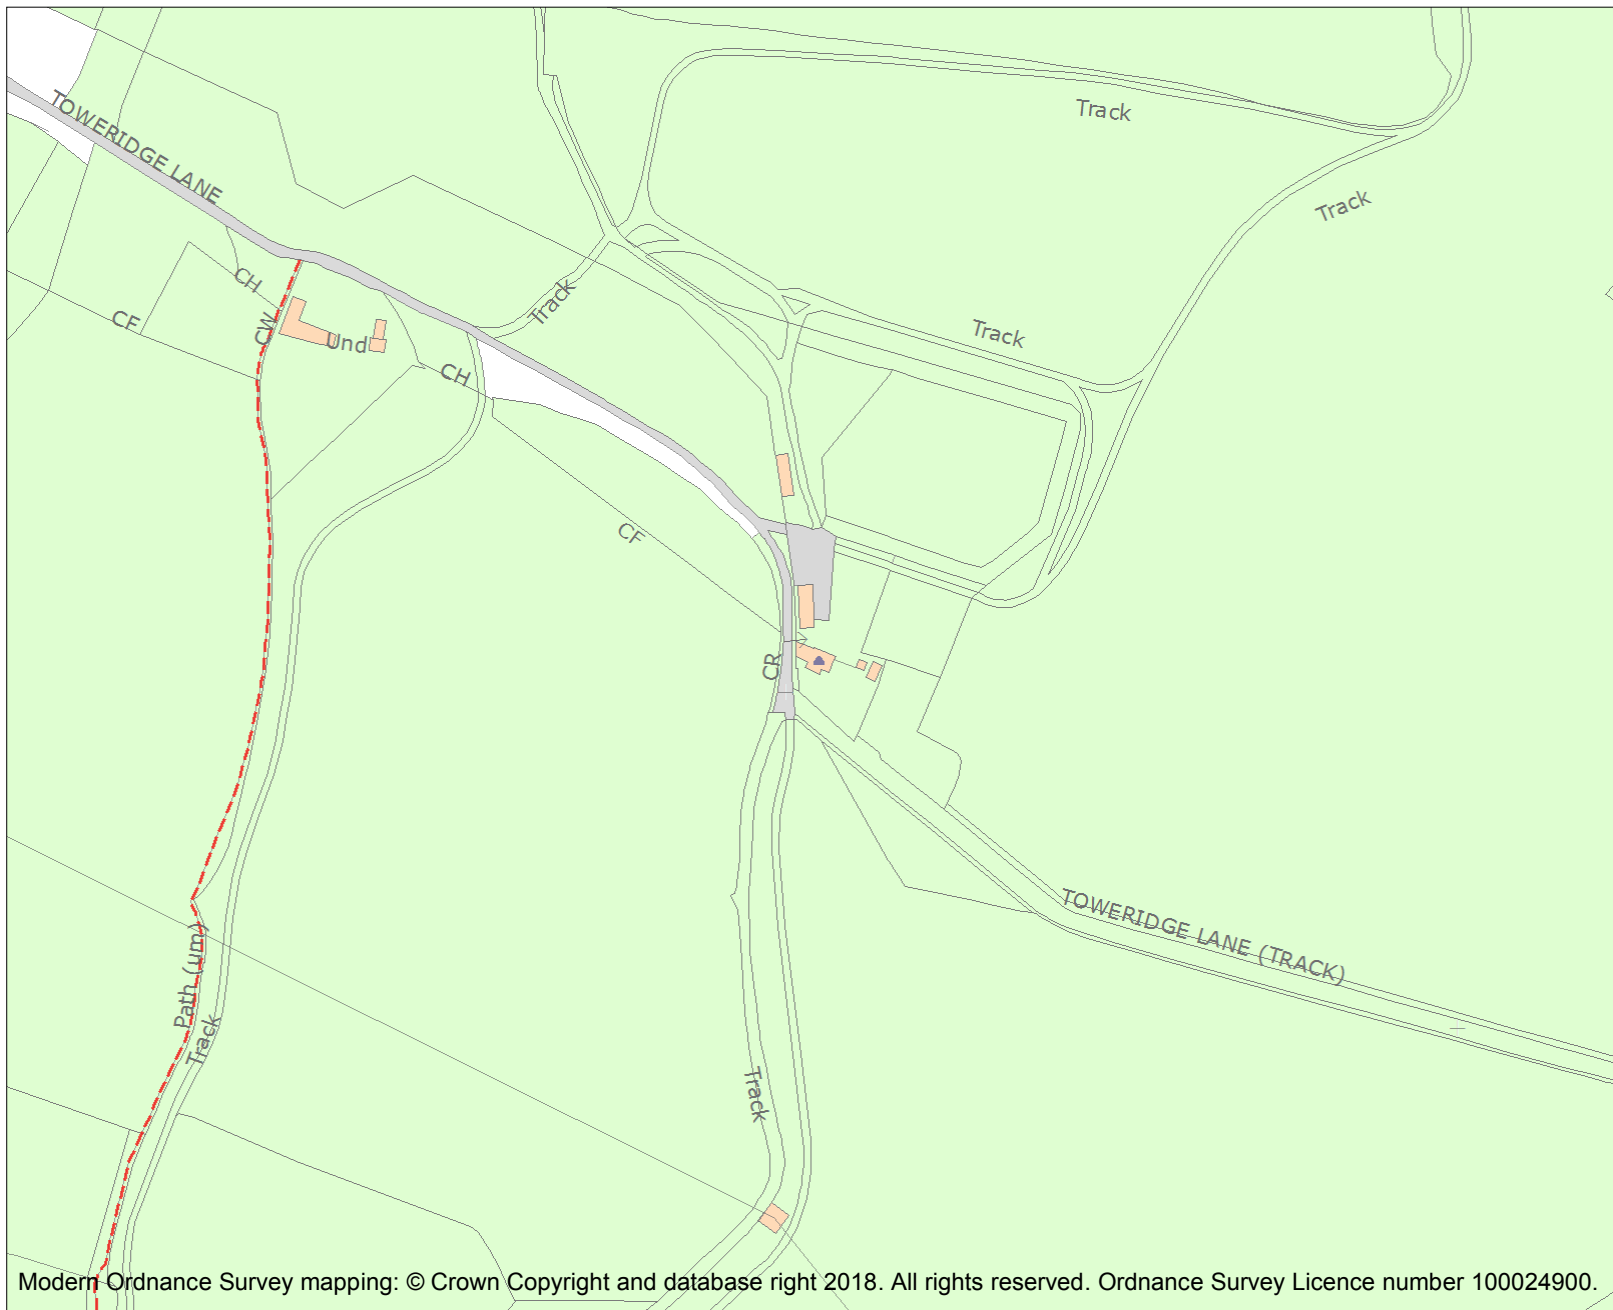 TOWERIDGE LANE
Track
Track
CH
Track
CF
CW
Und
Track
CH
CF
CR
TOWERIDGE LANE (TRACK)
Path (um)
Track
Track
Modern Ordnance Survey mapping: © Crown Copyright and database right 2018. All rights reserved. Ordnance Survey Licence number 100024900.